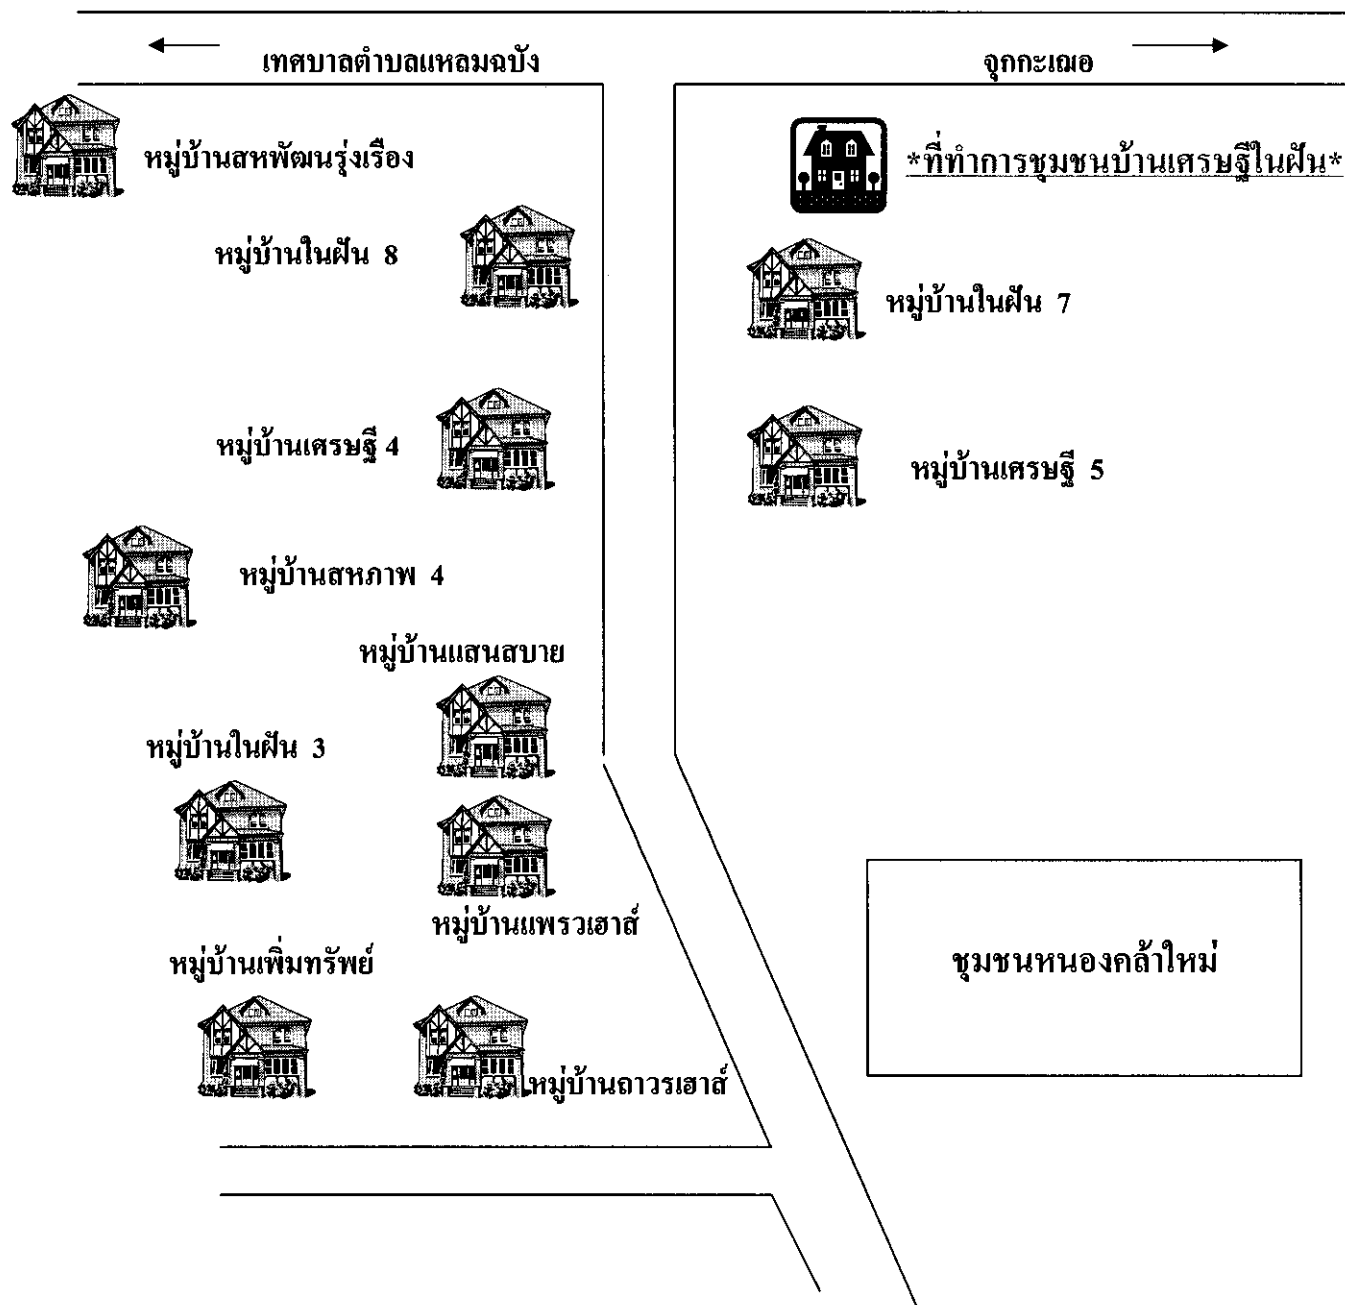 เทศบาลตำบลแหลมฉบัง
จุกกะเฌอ
หมู่บ้านสหพัฒนรุ่งเรือง
*ที่ทำการชุมชนบ้านเศรษฐีในฝัน*
หมู่บ้านในฝัน 8
หมู่บ้านในฝัน 7
หมู่บ้านเศรษฐี 4
หมู่บ้านเศรษฐี 5
หมู่บ้านสหภาพ 4
หมู่บ้านแสนสบาย
หมู่บ้านในฝัน 3
หมู่บ้านแพรวเฮาส์
หมู่บ้านเพิ่มทรัพย์
ชุมชนหนองคล้าใหม่
หมู่บ้านถาวรเฮาส์